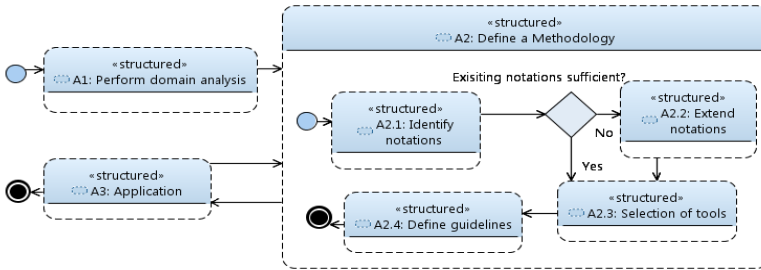 «structured»
A2: Define a Methodology
«structured»
A1: Perform domain analysis
Exisiting notations sufficient?
«structured»
A2.1: Identify
notations
«structured»
A2.2: Extend
notations
No
Yes
«structured»
A3: Application
«structured»
A2.4: Define guidelines
«structured»
A2.3: Selection of tools